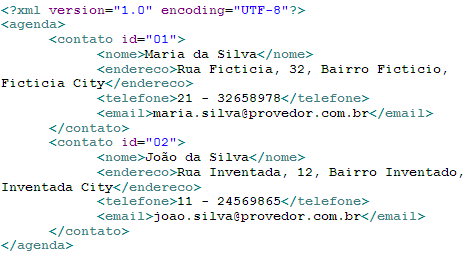 <?xml version="1.0" encoding="UTF-8"?>
<agenda>
<contato id="01">
<nome>Maria da Silva</nome>
<endereco>Rua Ficticia, 32, Bairro Ficticio,
Ficticia City</endereco>
<telefone>21 - 32658978</telefone>
<email>maria.silva@provedor.com.br</email>
</contato>
<contato id="02">
<nome>João da Silva</nome>
<endereco>Rua Inventada, 12, Bairro Inventado,
Inventada City</endereco>
<telefone>11 - 24569865</telefone>
<email>joao.silva@provedor.com.br</email>
</contato>
</agenda>